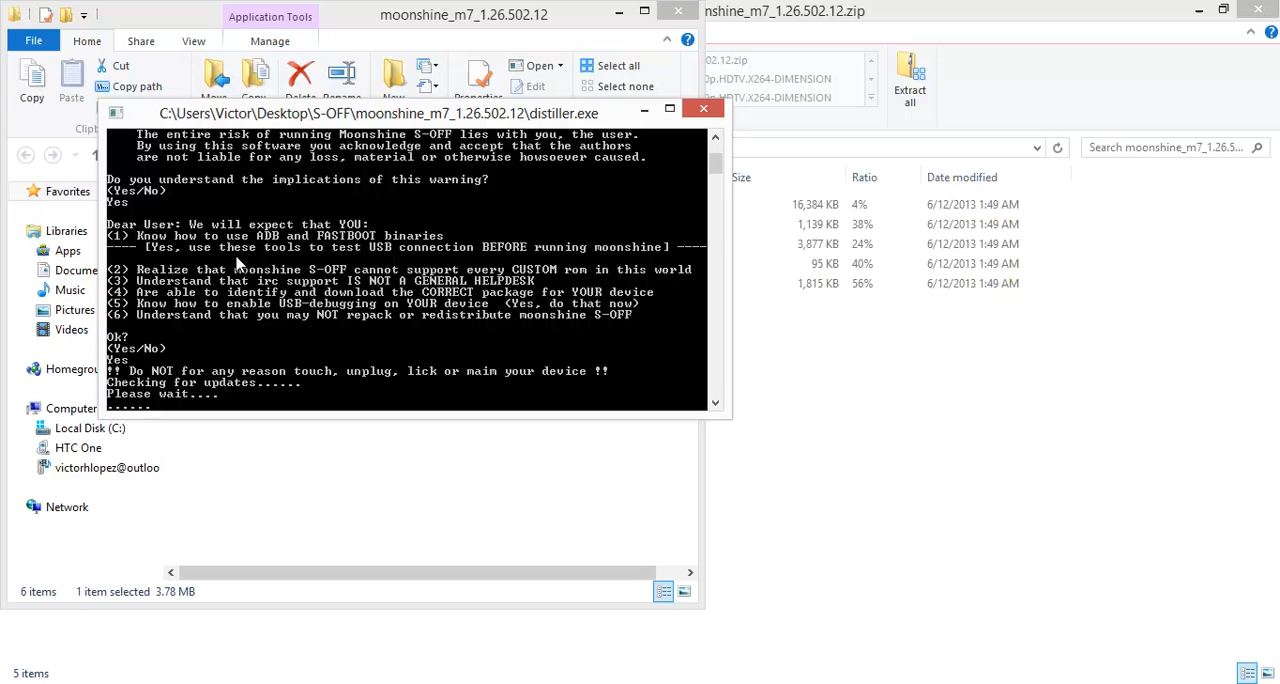 Application Tools
moonshine_m7_1.26.502.12
nshine_m7_1.26.502.12.zip
File
Home
Share
View
Manage
Copy
Paste
Cut
Copy path
Open
Edit
Select all
Select none
02.12.zip
0p.HDTV.X264-DIMENSION
0p.HDTV.X264-DIMENSION
Extract
all
C:\Users\Victor\Desktop\S-OFF\moonshine_m7_1.26.502.12\distiller.exe
The entire risk of running Moonshine S-OFF lies with you, the user.
By using this software you acknowledge and accept that the authors
are not liable for any loss, material or otherwise howsoever caused.
Do you understand the implications of this warning?
(Yes/No)
Yes
Dear User: We will expect that YOU:
(1) Know how to use ADB and FASTBOOT binaries
---- [Yes, use these tools to test USB connection BEFORE running moonshine] ----
(2) Realize that moonshine S-OFF cannot support every CUSTOM rom in this world
(3) Understand that irc support IS NOT A GENERAL HELPDESK
(4) Are able to identify and download the CORRECT package for YOUR device
(5) Know how to enable USB-debugging on YOUR device  (Yes, do that now)
(6) Understand that you may NOT repack or redistribute moonshine S-OFF
Ok?
(Yes/No)
Yes
!! Do NOT for any reason touch, unplug, lick or maim your device !!
Checking for updates......
Please wait....
......
Search moonshine_m7_1.26.5...
Size
Ratio
Date modified
16,384 KB 4% 6/12/2013 1:49 AM
1,139 KB 38% 6/12/2013 1:49 AM
3,877 KB 24% 6/12/2013 1:49 AM
95 KB 40% 6/12/2013 1:49 AM
1,815 KB 56% 6/12/2013 1:49 AM
Favorites
Libraries
Apps
Docume
Music
Pictures
Videos
Homegrou
Computer
Local Disk (C:)
HTC One
victorhlopez@outloo
Network
6 items
1 item selected 3.78 MB
5 items